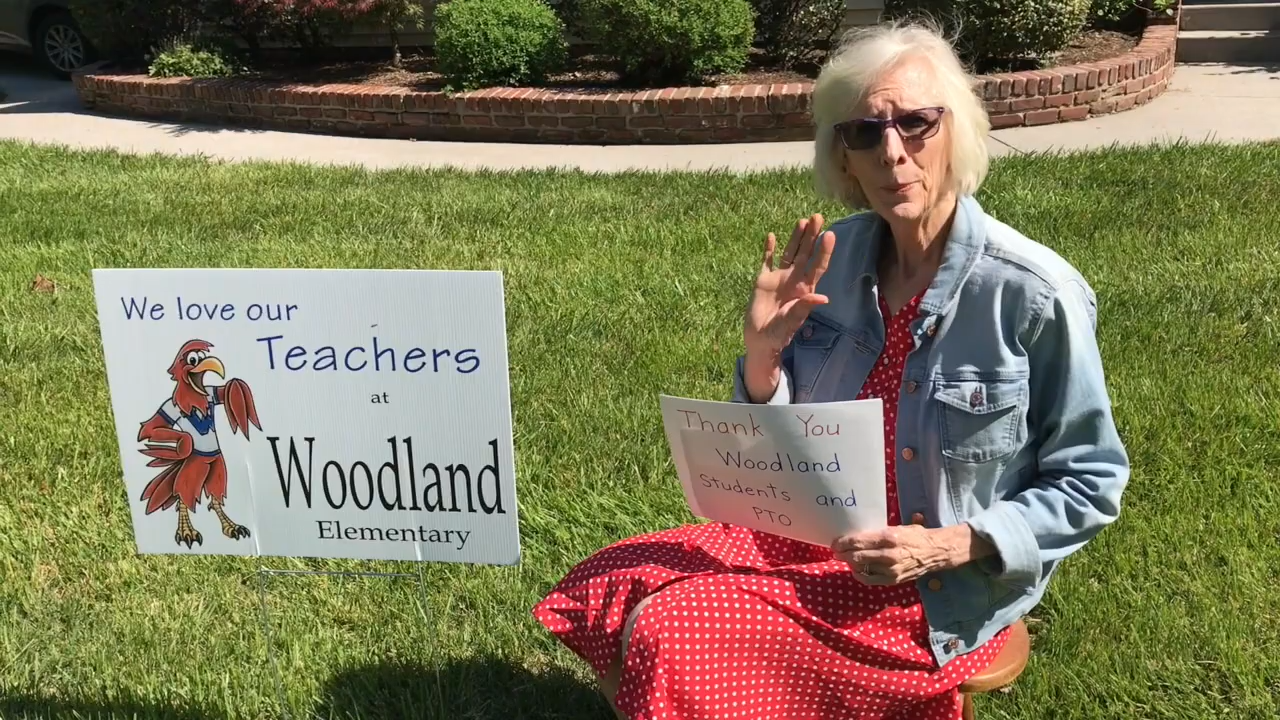 We love our
Teachers
at
Woodland
Elementary
Thank You
Woodland
Students and
PTO